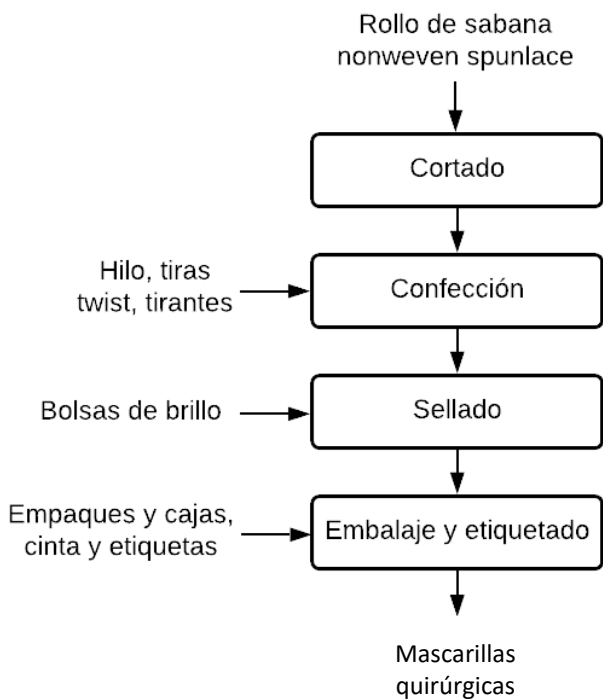 Rollo de sabana
nonweven spunlace
Cortado
Hilo, tiras
twist, tirantes
Confección
Bolsas de brillo
Sellado
Empaques y cajas,
cinta y etiquetas
Embalaje y etiquetado
Mascarillas
quirúrgicas